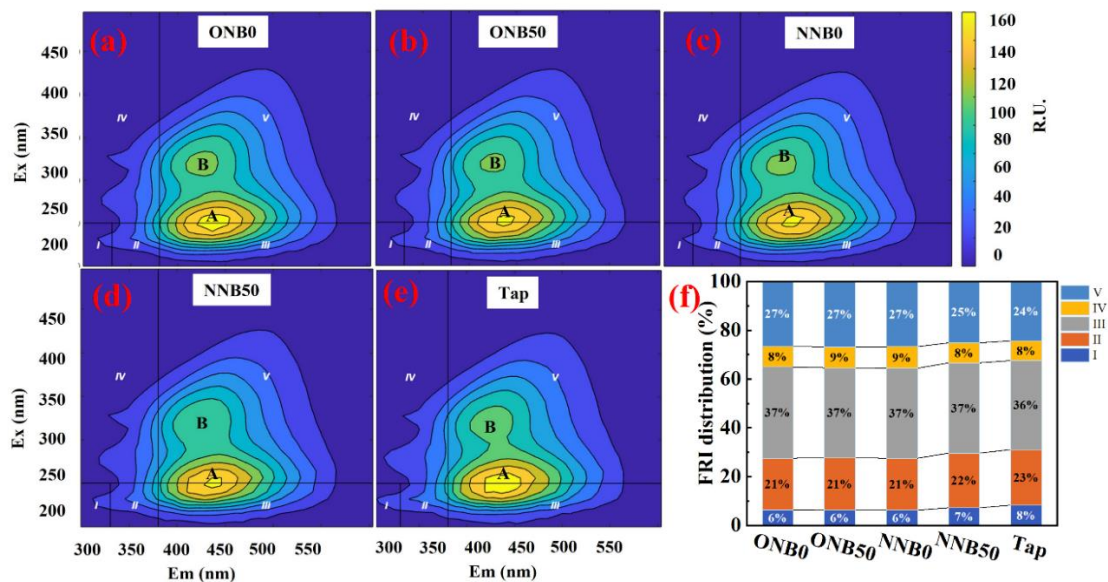 (a)
ONB0
450
400
350
300
250
200
Ex (nm)
IV
V
B
A
I
II
III
(b)
ONB50
IV
V
B
A
I
II
III
(c)
NNB0
IV
V
B
A
I
II
III
160
140
120
100
80
60
40
20
0
R.U.
(d)
NNB50
450
400
350
300
250
200
Ex (nm)
IV
V
B
A
I
II
III
300 350 400 450 500 550
Em (nm)
(e)
Tap
IV
V
B
A
I
II
III
300 350 400 450 500 550
Em (nm)
(f)
FRI distribution (%)
100
80
60
40
20
0
27% 27% 27% 25% 24%
8% 9% 9% 8% 8%
37% 37% 37% 37% 36%
21% 21% 21% 22% 23%
6% 6% 6% 7% 8%
ONB0 ONB50 NNB0 NNB50 Tap
V
IV
III
II
I